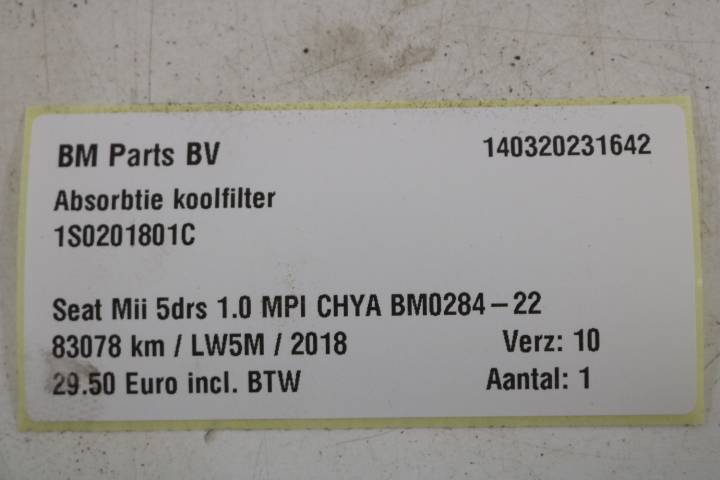 BM Parts BV 140320231642
Absorbtie koolfilter
1S0201801C
Seat Mii 5drs 1.0 MPI CHYA BM0284-22
83078 km / LW5M / 2018 Verz: 10
29.50 Euro incl. BTW Aantal: 1